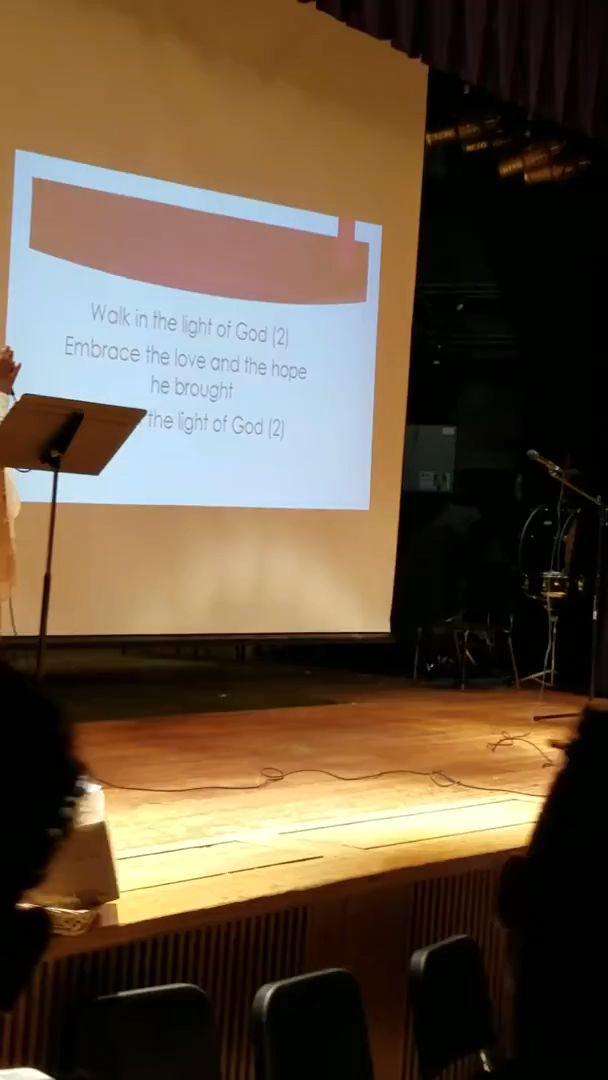 Walk in the light of God (2)
Embrace the love and the hope
he brought
the light of God (2)